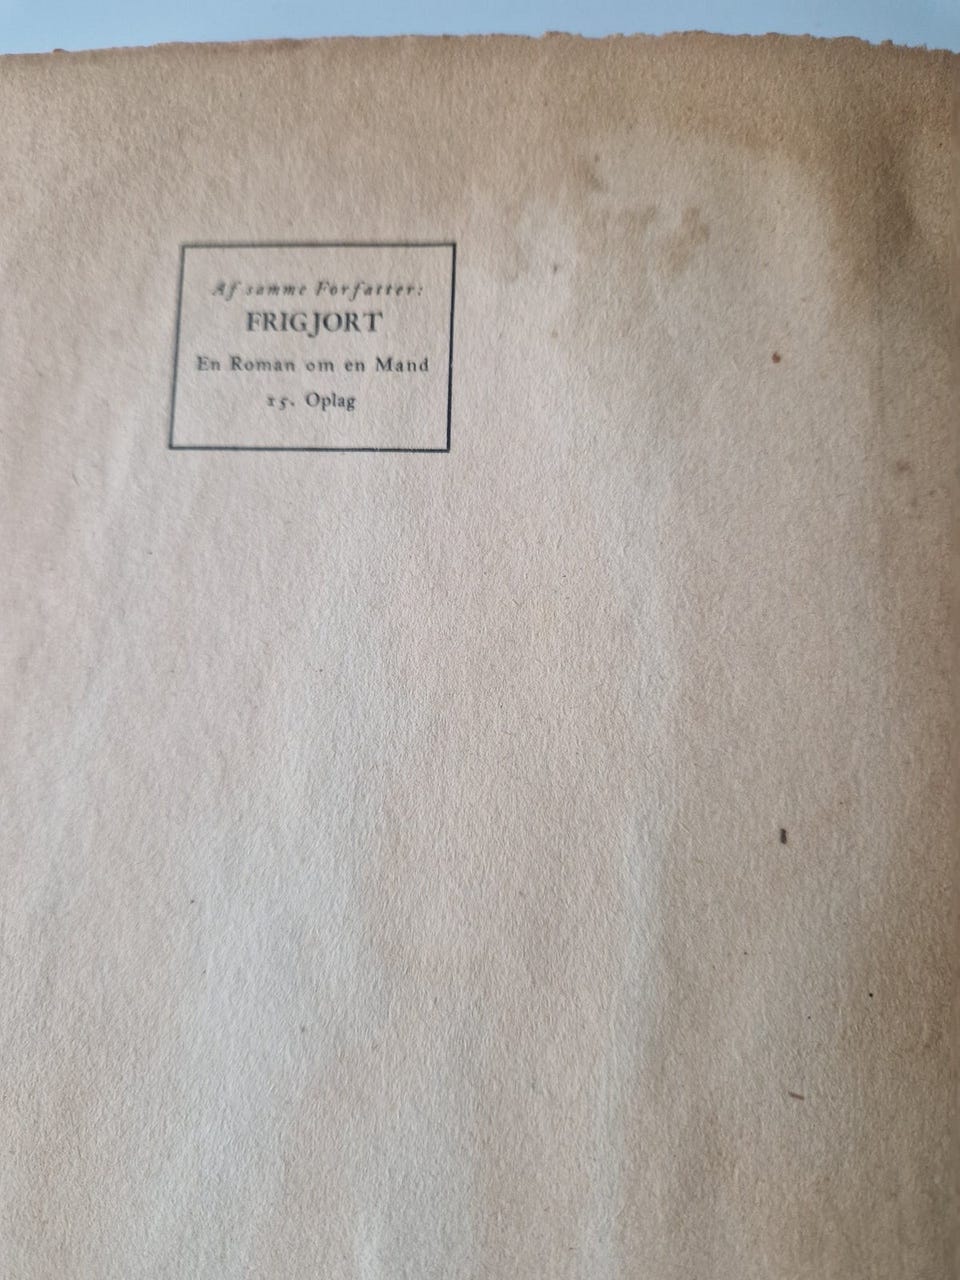 Af samme Forfatter:
FRIGJORT
En Roman om en Mand
15. Oplag